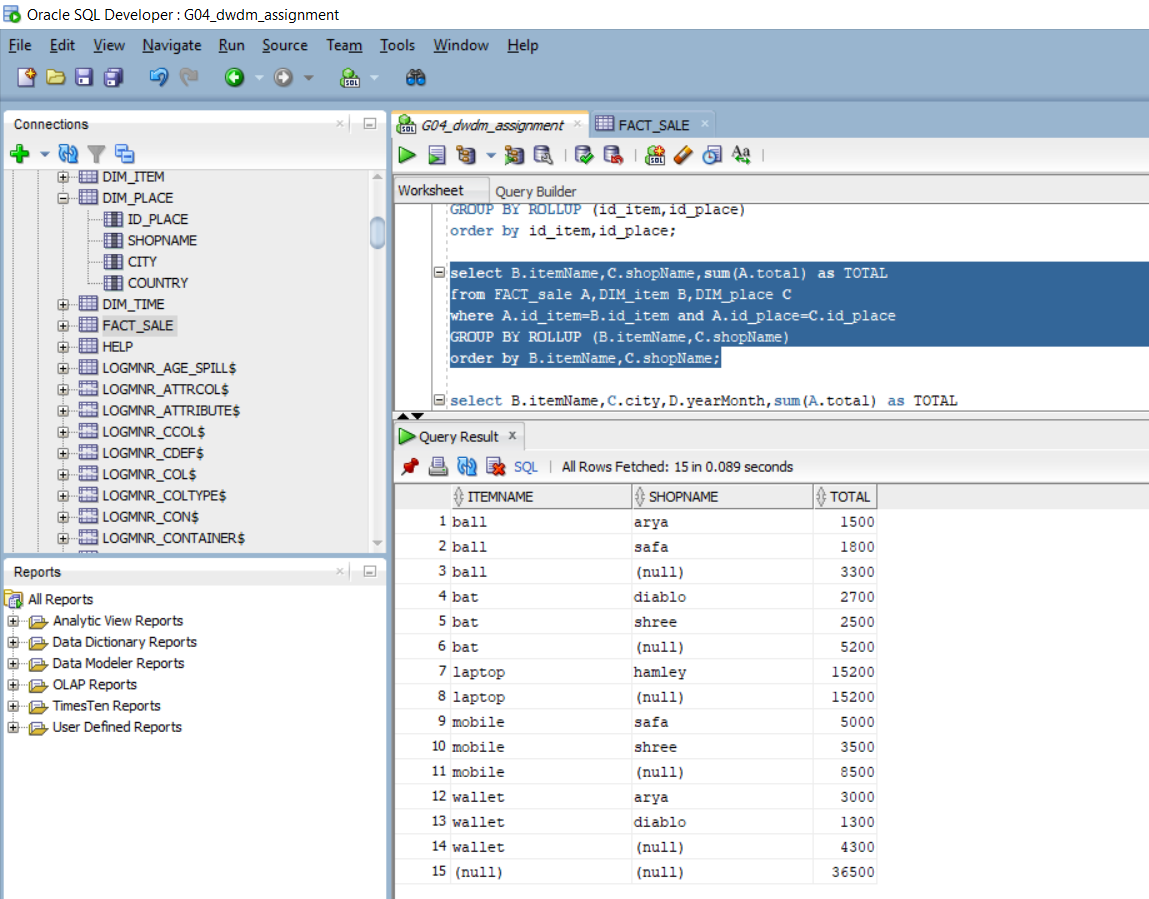 Oracle SQL Developer : G04_dwdm_assignment
File Edit View Navigate Run Source Team Tools Window Help
Connections
DIM_ITEM
DIM_PLACE
ID_PLACE
SHOPNAME
CITY
COUNTRY
DIM_TIME
FACT_SALE
HELP
LOGMNR_AGE_SPILL$
LOGMNR_ATTRCOL$
LOGMNR_ATTRIBUTE$
LOGMNR_CCOL$
LOGMNR_CDEF$
LOGMNR_COL$
LOGMNR_COLTYPE$
LOGMNR_CON$
LOGMNR_CONTAINER$
Reports
All Reports
Analytic View Reports
Data Dictionary Reports
Data Modeler Reports
OLAP Reports
TimesTen Reports
User Defined Reports
G04_dwdm_assignment FACT_SALE
Worksheet Query Builder
GROUP BY ROLLUP (id_item,id_place)
order by id_item,id_place;
select B.itemName,C.shopName,sum(A.total) as TOTAL
from FACT_sale A,DIM_item B,DIM_place C
where A.id_item=B.id_item and A.id_place=C.id_place
GROUP BY ROLLUP (B.itemName,C.shopName)
order by B.itemName,C.shopName;
select B.itemName,C.city,D.yearMonth,sum(A.total) as TOTAL
Query Result x
SQL | All Rows Fetched: 15 in 0.089 seconds
ITEMNAME SHOPNAME TOTAL
1 ball arya 1500
2 ball safa 1800
3 ball (null) 3300
4 bat diablo 2700
5 bat shree 2500
6 bat (null) 5200
7 laptop hamley 15200
8 laptop (null) 15200
9 mobile safa 5000
10 mobile shree 3500
11 mobile (null) 8500
12 wallet arya 3000
13 wallet diablo 1300
14 wallet (null) 4300
15 (null) (null) 36500